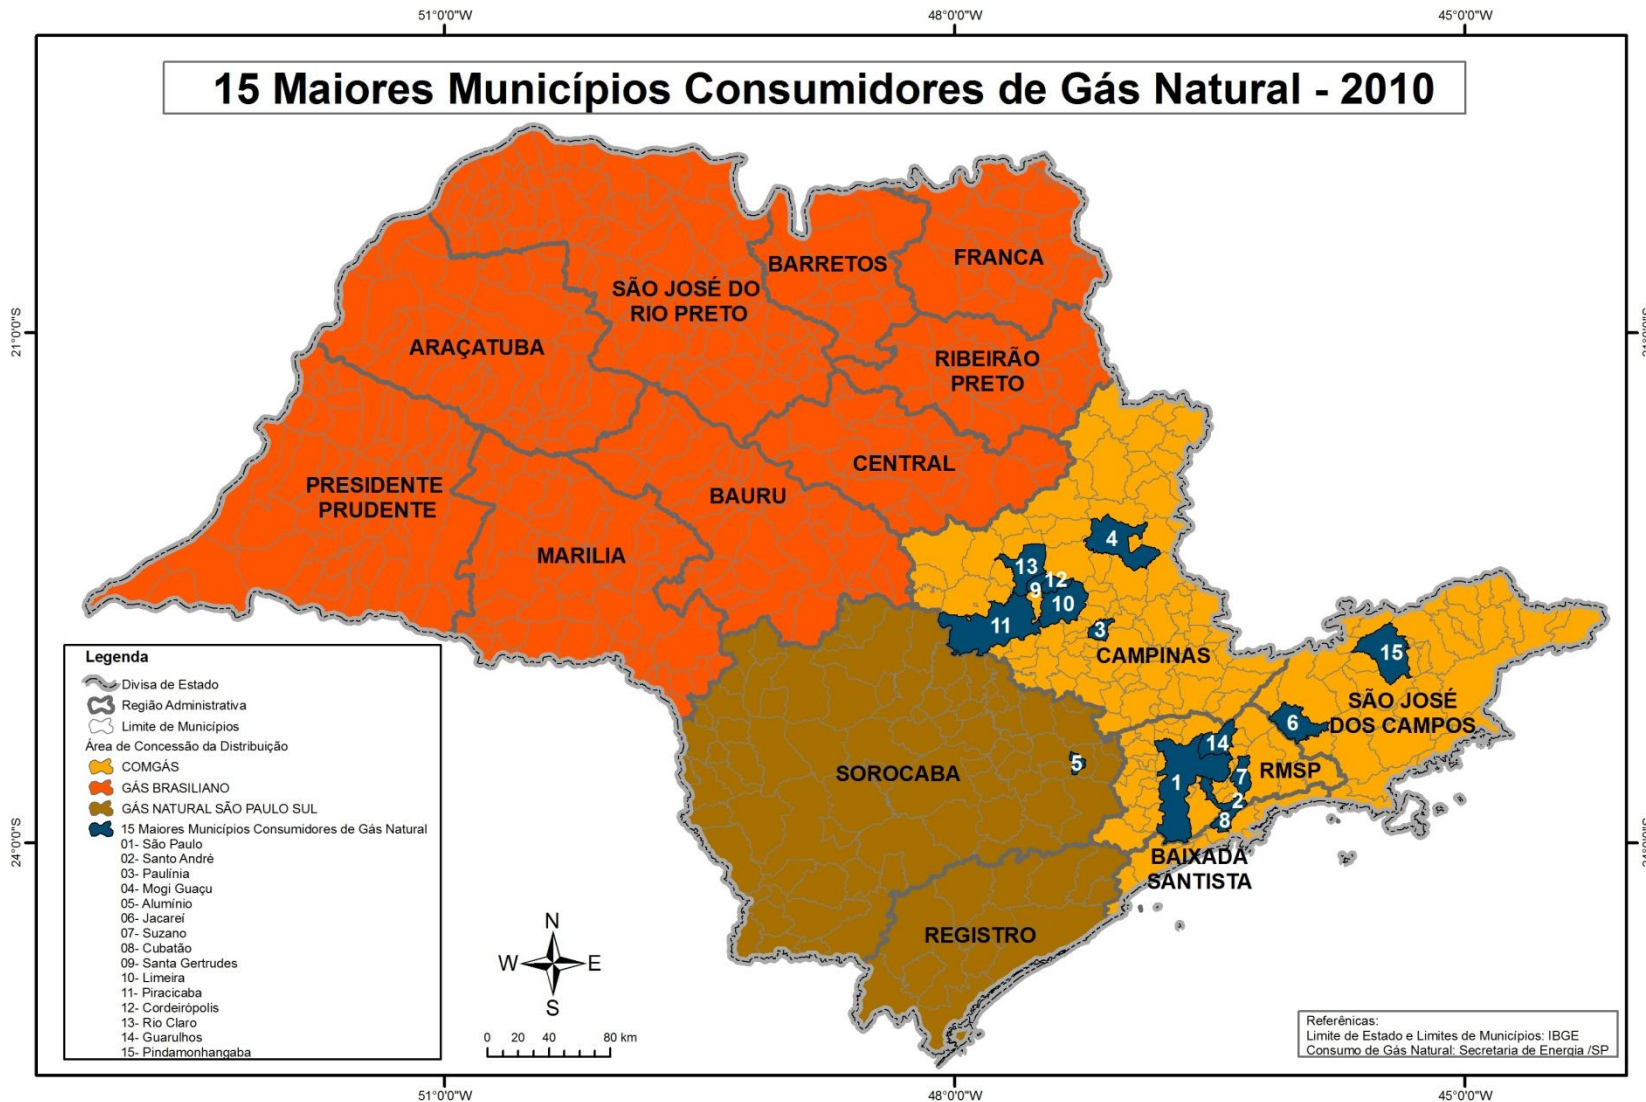 51°0'0"W
48°0'0"W
45°0'0"W
15 Maiores Municípios Consumidores de Gás Natural - 2010
21°0'0"S
21°0'0"S
24°0'0"S
24°0'0"S
BARRETOS
FRANCA
SÃO JOSÉ DO
RIO PRETO
ARAÇATUBA
RIBEIRÃO
PRETO
CENTRAL
PRESIDENTE
PRUDENTE
BAURU
MARILIA
4
13
12
9
10
11
3
CAMPINAS
15
SÃO JOSÉ
DOS CAMPOS
6
14
5
SOROCABA
1
7
RMSP
2
8
BAIXADA
SANTISTA
REGISTRO
Legenda
Divisa de Estado
Região Administrativa
Limite de Municípios
Área de Concessão da Distribuição
COMGÁS
GÁS BRASILIANO
GÁS NATURAL SÃO PAULO SUL
15 Maiores Municípios Consumidores de Gás Natural
01- São Paulo
02- Santo André
03- Paulínia
04- Mogi Guaçu
05- Alumínio
06- Jacareí
07- Suzano
08- Cubatão
09- Santa Gertrudes
10- Limeira
11- Piracicaba
12- Cordeirópolis
13- Rio Claro
14- Guarulhos
15- Pindamonhangaba
N
W
E
S
0 20 40 80 km
Referênicas:
Limite de Estado e Limites de Municípios: IBGE
Consumo de Gás Natural: Secretaria de Energia /SP
51°0'0"W
48°0'0"W
45°0'0"W